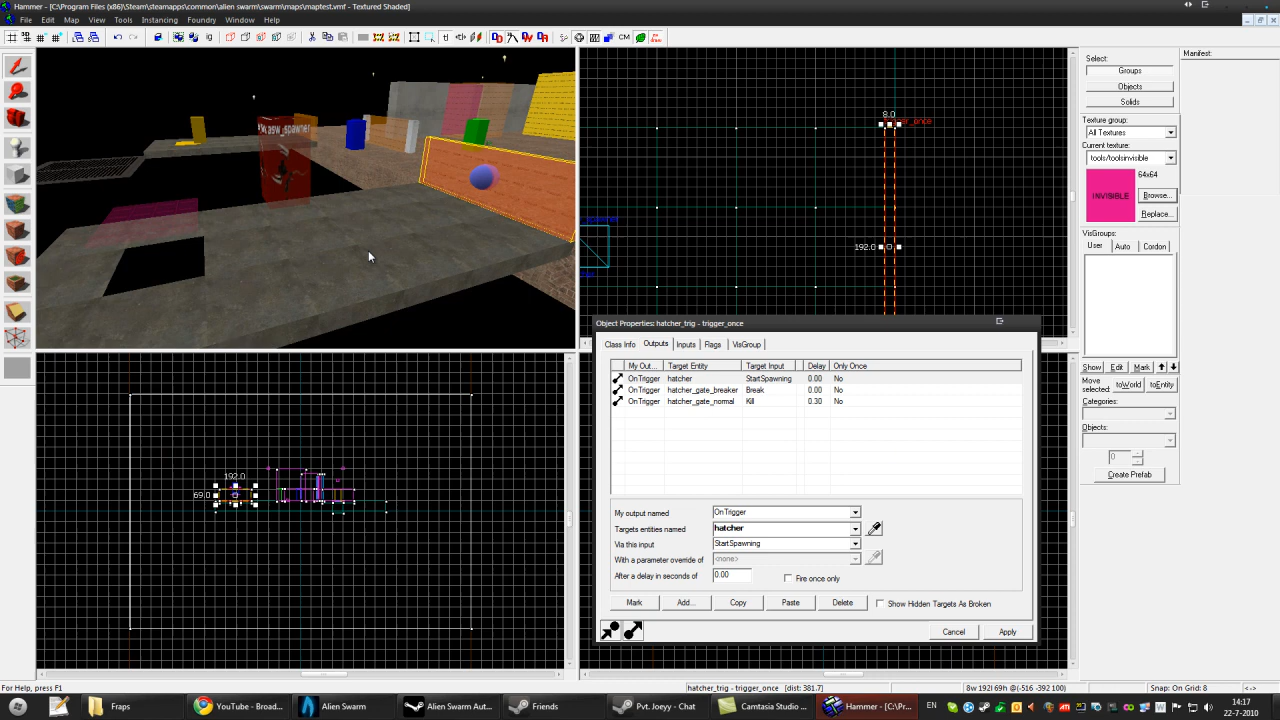 Hammer - [C:\Program Files (x86)\Steam\steamapps\common\alien swarm\swarm\maps\maptest.vmf - Textured Shaded]
File Edit Map View Tools Instancing Foundry Window Help
CM
asw_spawner
8.0
trigger_once
192.0
192.0
69.0
Select:
Groups
Objects
Solids
Texture group:
All Textures
Current texture:
tools/toolsinvisible
INVISIBLE
64x64
Browse...
Replace...
VisGroups:
User Auto Cordon
Show Edit Mark
Move selected:
toWorld toEntity
Categories:
Objects:
0
Create Prefab
Manifest:
Object Properties: hatcher_trig - trigger_once
Class Info Outputs Inputs Flags VisGroup
My Out... Target Entity Target Input Delay Only Once
OnTrigger hatcher StartSpawning 0.00 No
OnTrigger hatcher_gate_breaker Break 0.00 No
OnTrigger hatcher_gate_normal Kill 0.30 No
My output named OnTrigger
Targets entities named hatcher
Via this input StartSpawning
With a parameter override of <none>
After a delay in seconds of 0.00 Fire once only
Mark Add... Copy Paste Delete Show Hidden Targets As Broken
Cancel Apply
For Help, press F1
hatcher_trig - trigger_once [dist: 381.7]
8w 192l 69h @(-516 -392 100)
Snap: On Grid: 8
<->
Fraps
YouTube - Broad...
Alien Swarm
Alien Swarm Aut...
Friends
Pvt. Joeyy - Chat
Camtasia Studio ...
Hammer - [C:\Pr...
EN
14:17
22-7-2010